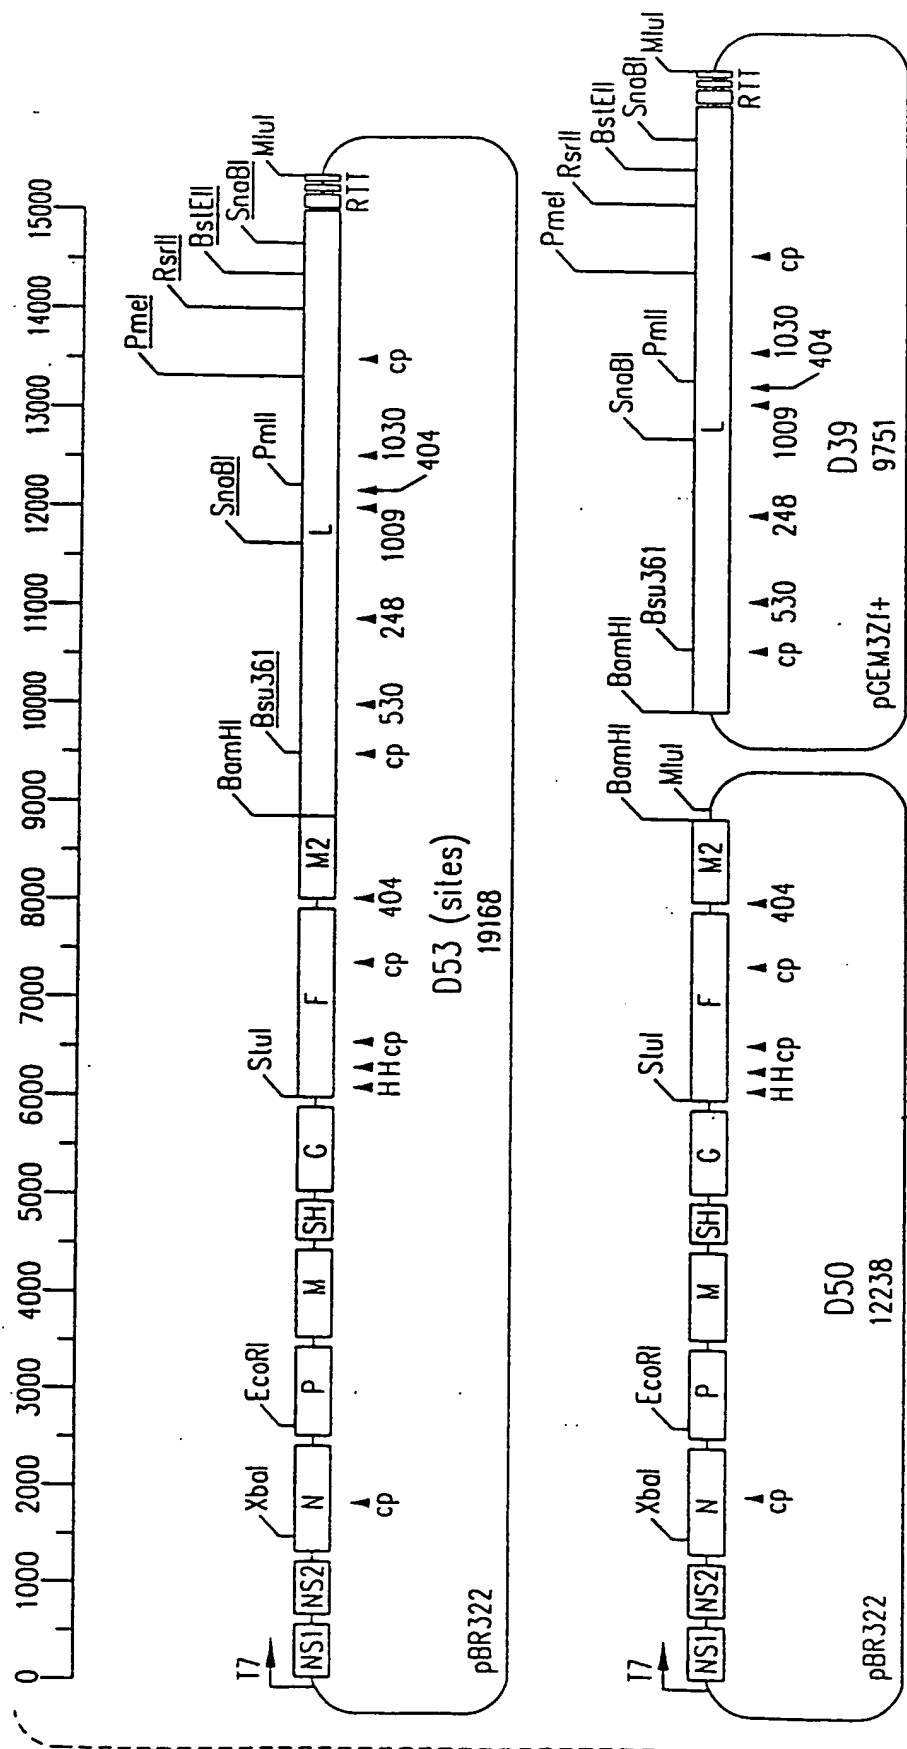 0 1000 2000 3000 4000 5000 6000 7000 8000 9000 10000 11000 12000 13000 14000 15000
T7 XbaI EcoRI StuI BamHI Bsu36I SnaBI PmlI PmeI RsrII BstEII SnaBI MluI
NS1 NS2 N P M SH G F M2 L RTT
cp HHcp cp 404 cp 530 248 1009 404 1030 cp
D53 (sites)
19168
pBR322
T7 XbaI EcoRI StuI BamHI MluI
NS1 NS2 N P M SH G F M2
cp HHcp cp 404
D50
12238
pBR322
BamHI Bsu36I SnaBI PmlI PmeI RsrII BstEII SnaBI MluI
L RTT
cp 530 248 1009 404 1030 cp
D39
9751
pGEM3Zf+